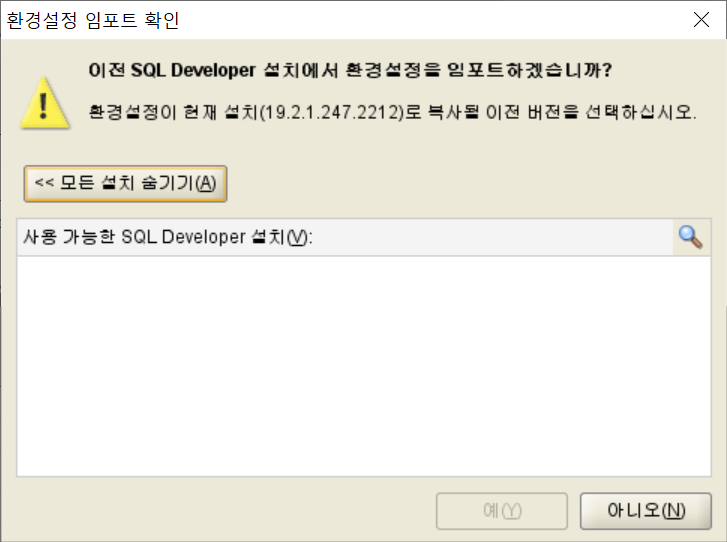 환경설정 임포트 확인
이전 SQL Developer 설치에서 환경설정을 임포트하겠습니까?
환경설정이 현재 설치(19.2.1.247.2212)로 복사될 이전 버전을 선택하십시오.
<< 모든 설치 숨기기(A)
사용 가능한 SQL Developer 설치(V):
예(Y)
아니오(N)